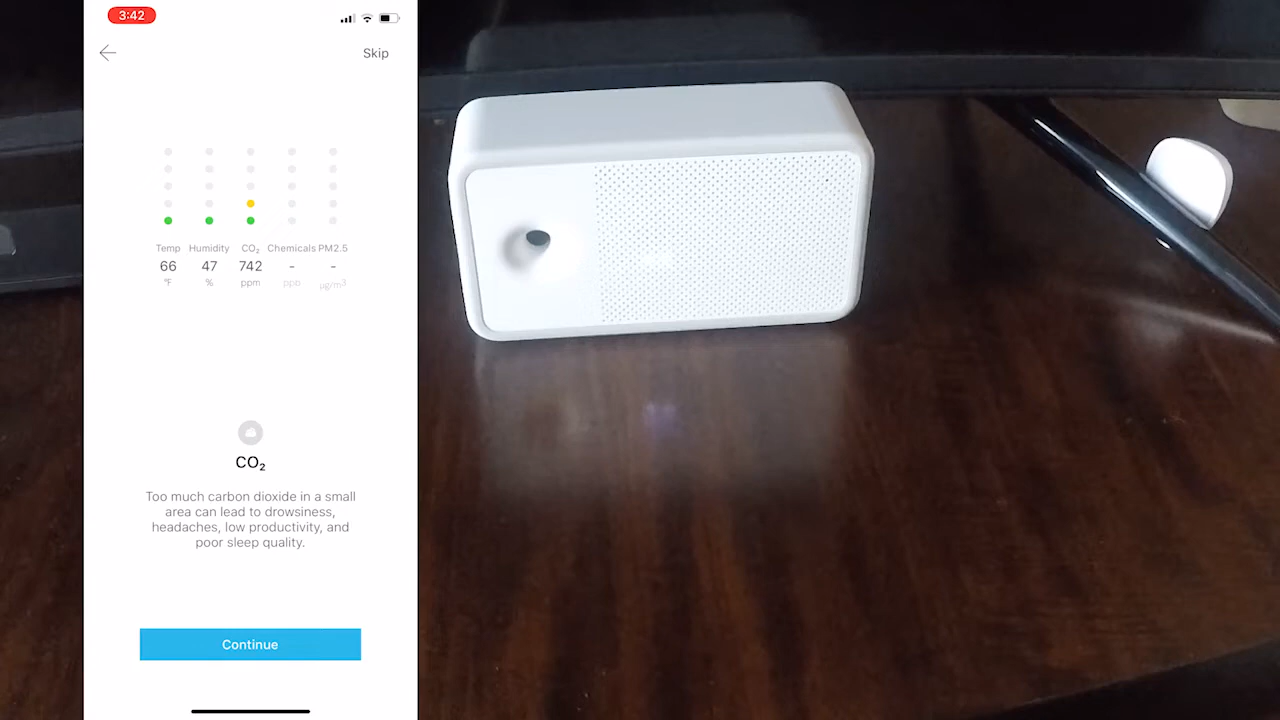 3:42
Skip
Temp Humidity CO₂ Chemicals PM2.5
66 47 742 - -
°F % ppm ppb µg/m³
CO₂
Too much carbon dioxide in a small
area can lead to drowsiness,
headaches, low productivity, and
poor sleep quality.
Continue